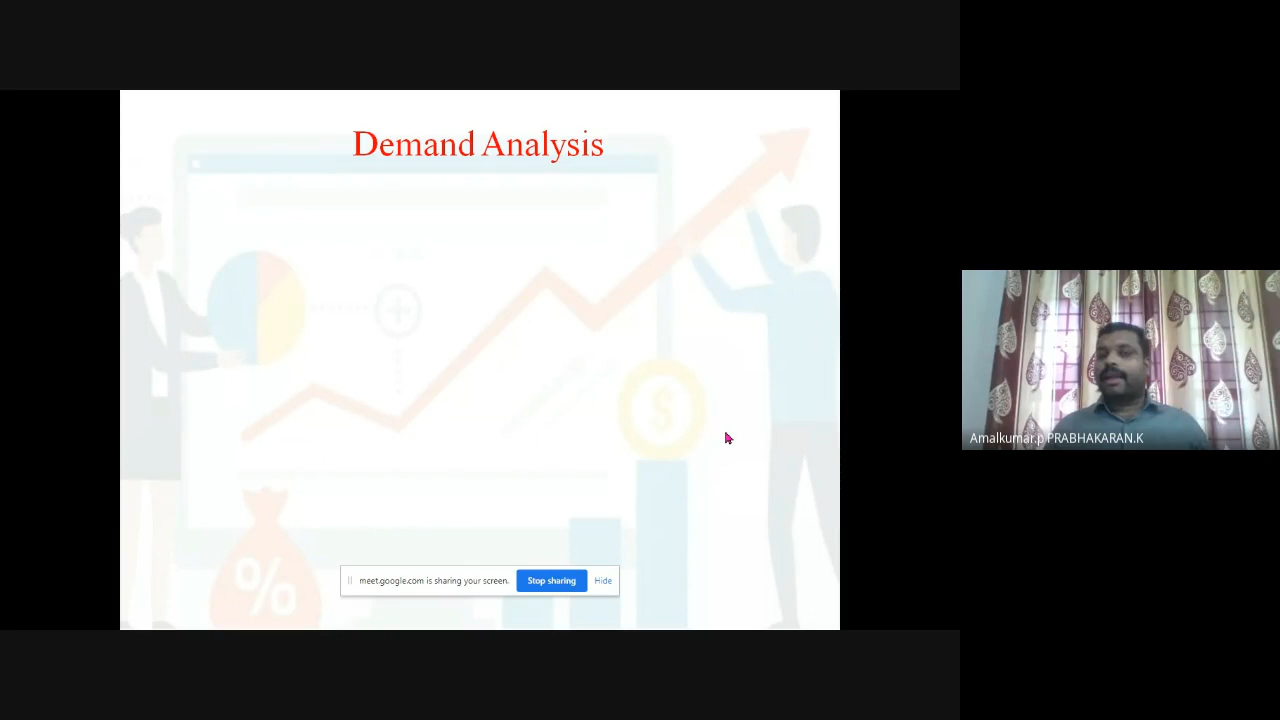 Demand Analysis
$
%
meet.google.com is sharing your screen. Stop sharing Hide
Amalkumar.p PRABHAKARAN.K